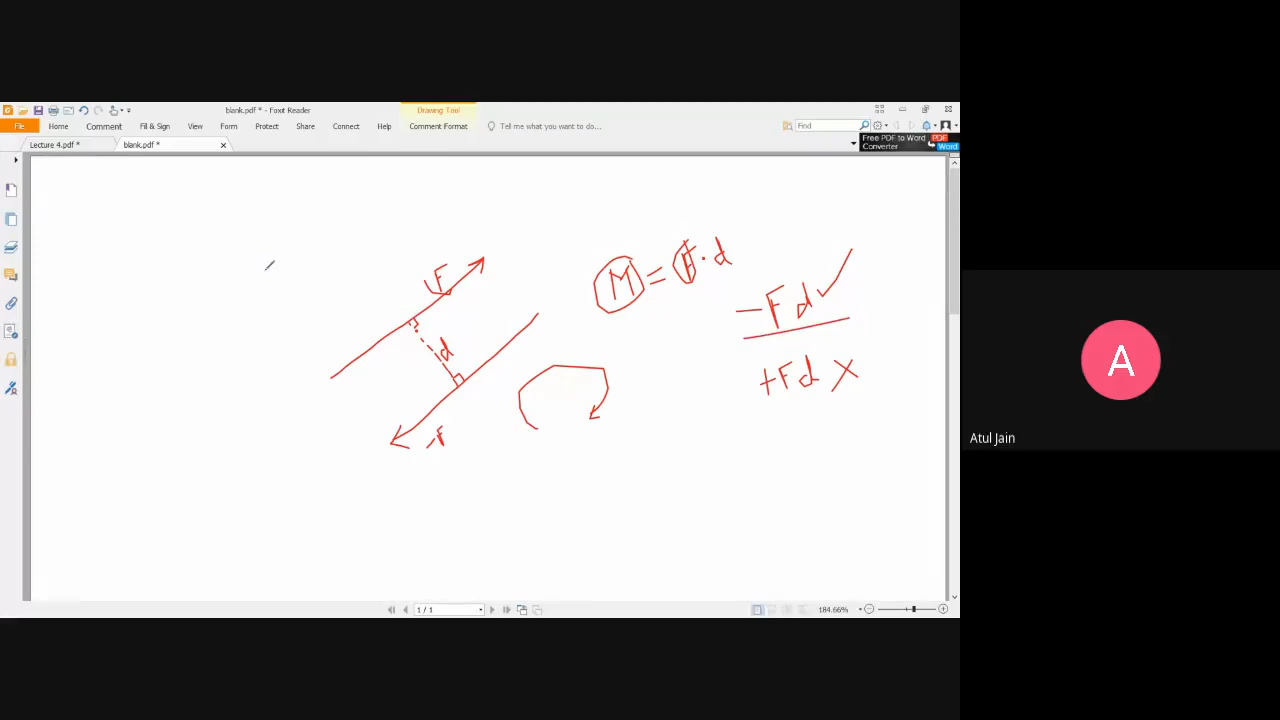 blank.pdf * - Foxit Reader
Drawing Tool
File Home Comment Fill & Sign View Form Protect Share Connect Help Comment Format Tell me what you want to do... Find
Lecture 4.pdf * blank.pdf *
Free PDF to Word Converter
PDF
Word
F
M = F . d
- F d ✓
d
+ F d X
-F
A
Atul Jain
1 / 1
184.66%